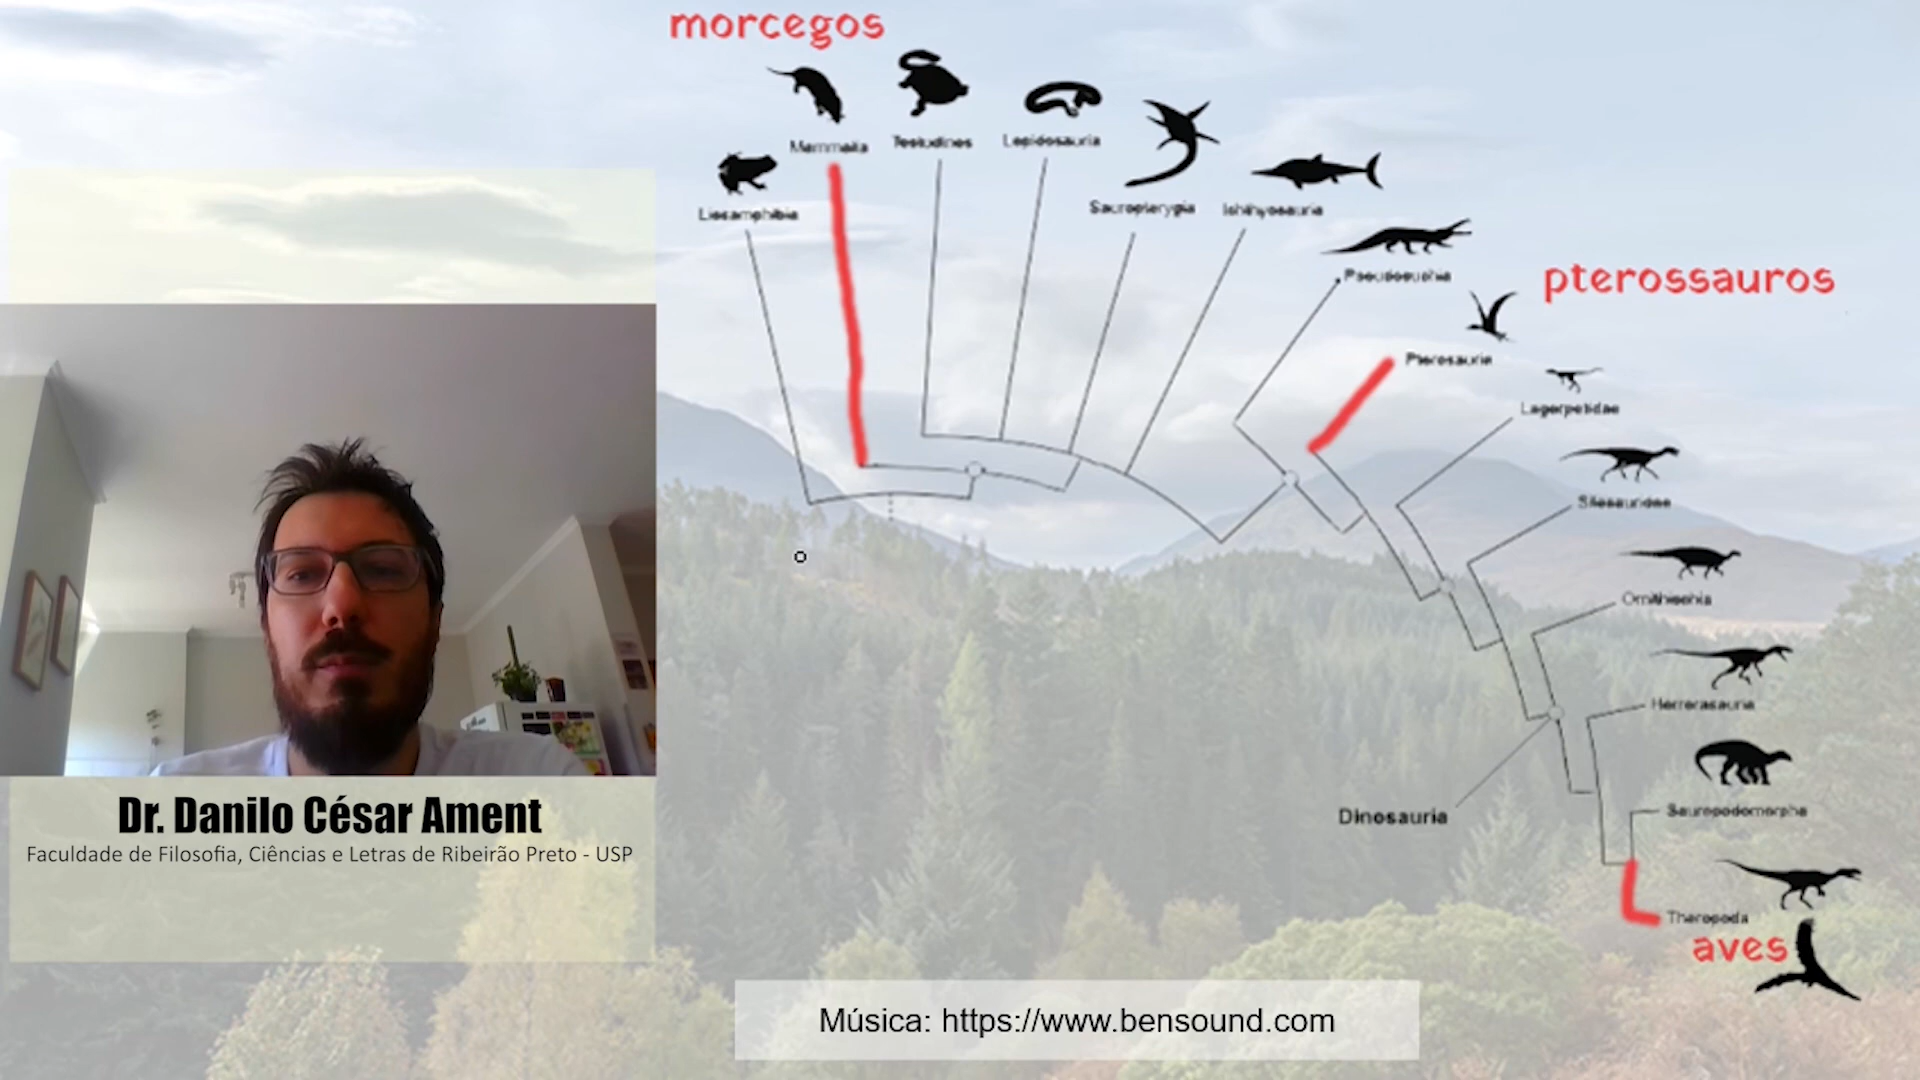 morcegos
Mammalia
Testudines
Lepidosauria
Lissamphibia
Sauropterygia
Ichthyosauria
Pseudosuchia
pterossauros
Pterosauria
Lagerpetidae
Silesauridae
Ornithischia
Herrerasauria
Sauropodomorpha
Dinosauria
Theropoda
aves
Dr. Danilo César Ament
Faculdade de Filosofia, Ciências e Letras de Ribeirão Preto - USP
Música: https://www.bensound.com